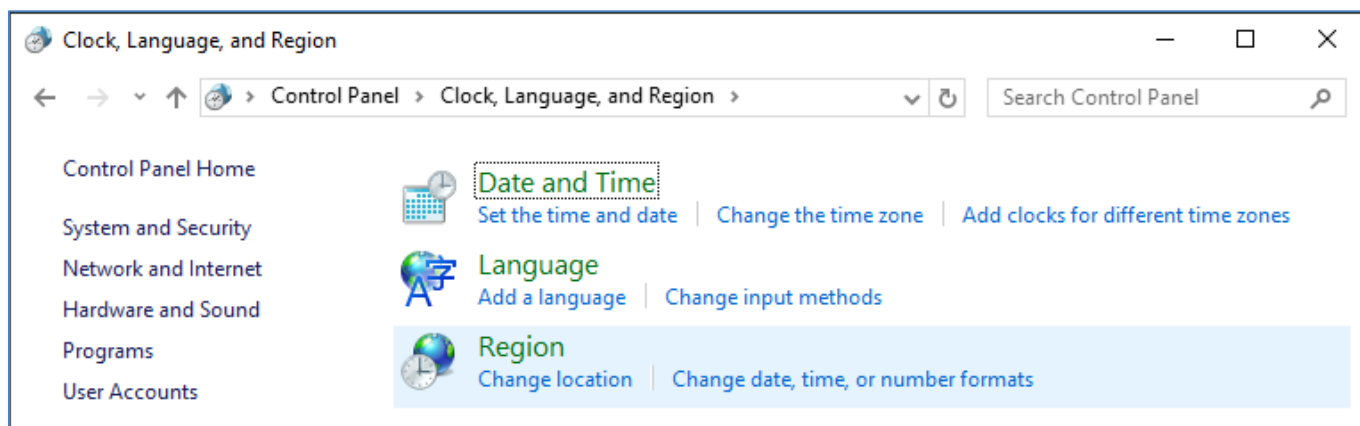 Clock, Language, and Region
Control Panel > Clock, Language, and Region >
Search Control Panel
Control Panel Home
System and Security
Network and Internet
Hardware and Sound
Programs
User Accounts
Date and Time
Set the time and date | Change the time zone | Add clocks for different time zones
Language
Add a language | Change input methods
Region
Change location | Change date, time, or number formats